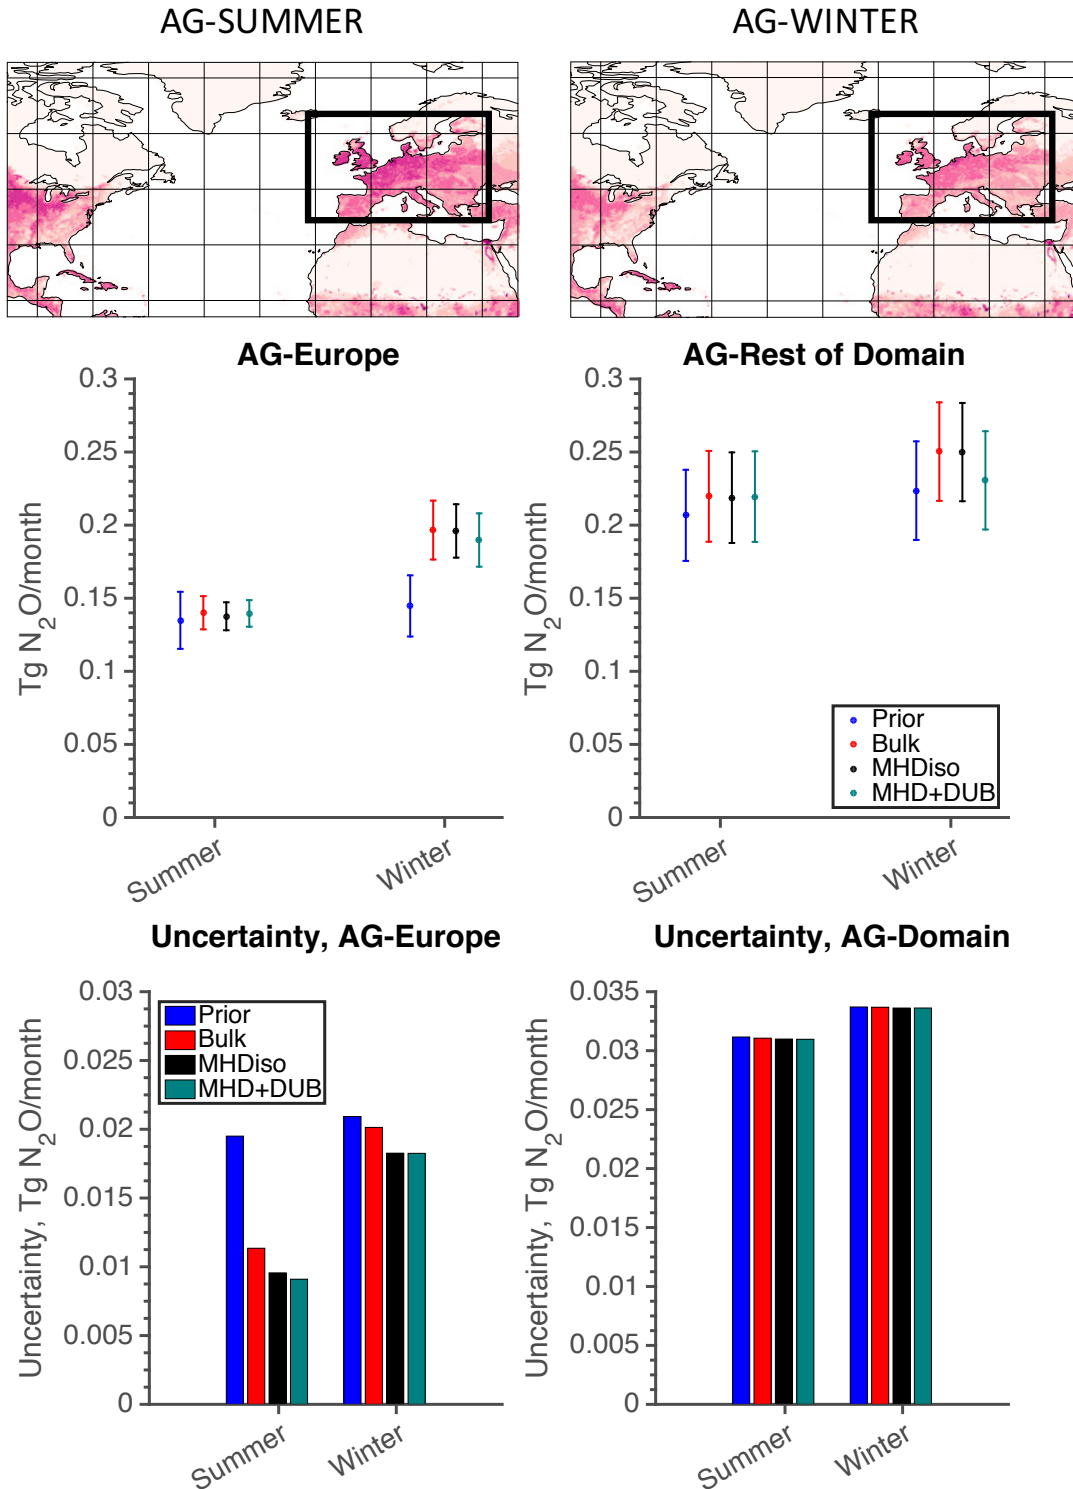 AG-SUMMER
AG-WINTER
AG-Europe
AG-Rest of Domain
Tg N2O/month
0.3
0.25
0.2
0.15
0.1
0.05
0
Summer
Winter
Tg N2O/month
0.3
0.25
0.2
0.15
0.1
0.05
0
Prior
Bulk
MHDiso
MHD+DUB
Summer
Winter
Uncertainty, AG-Europe
Uncertainty, AG-Domain
Uncertainty, Tg N2O/month
0.03
0.025
0.02
0.015
0.01
0.005
0
Prior
Bulk
MHDiso
MHD+DUB
Summer
Winter
Uncertainty, Tg N2O/month
0.035
0.03
0.025
0.02
0.015
0.01
0.005
0
Summer
Winter